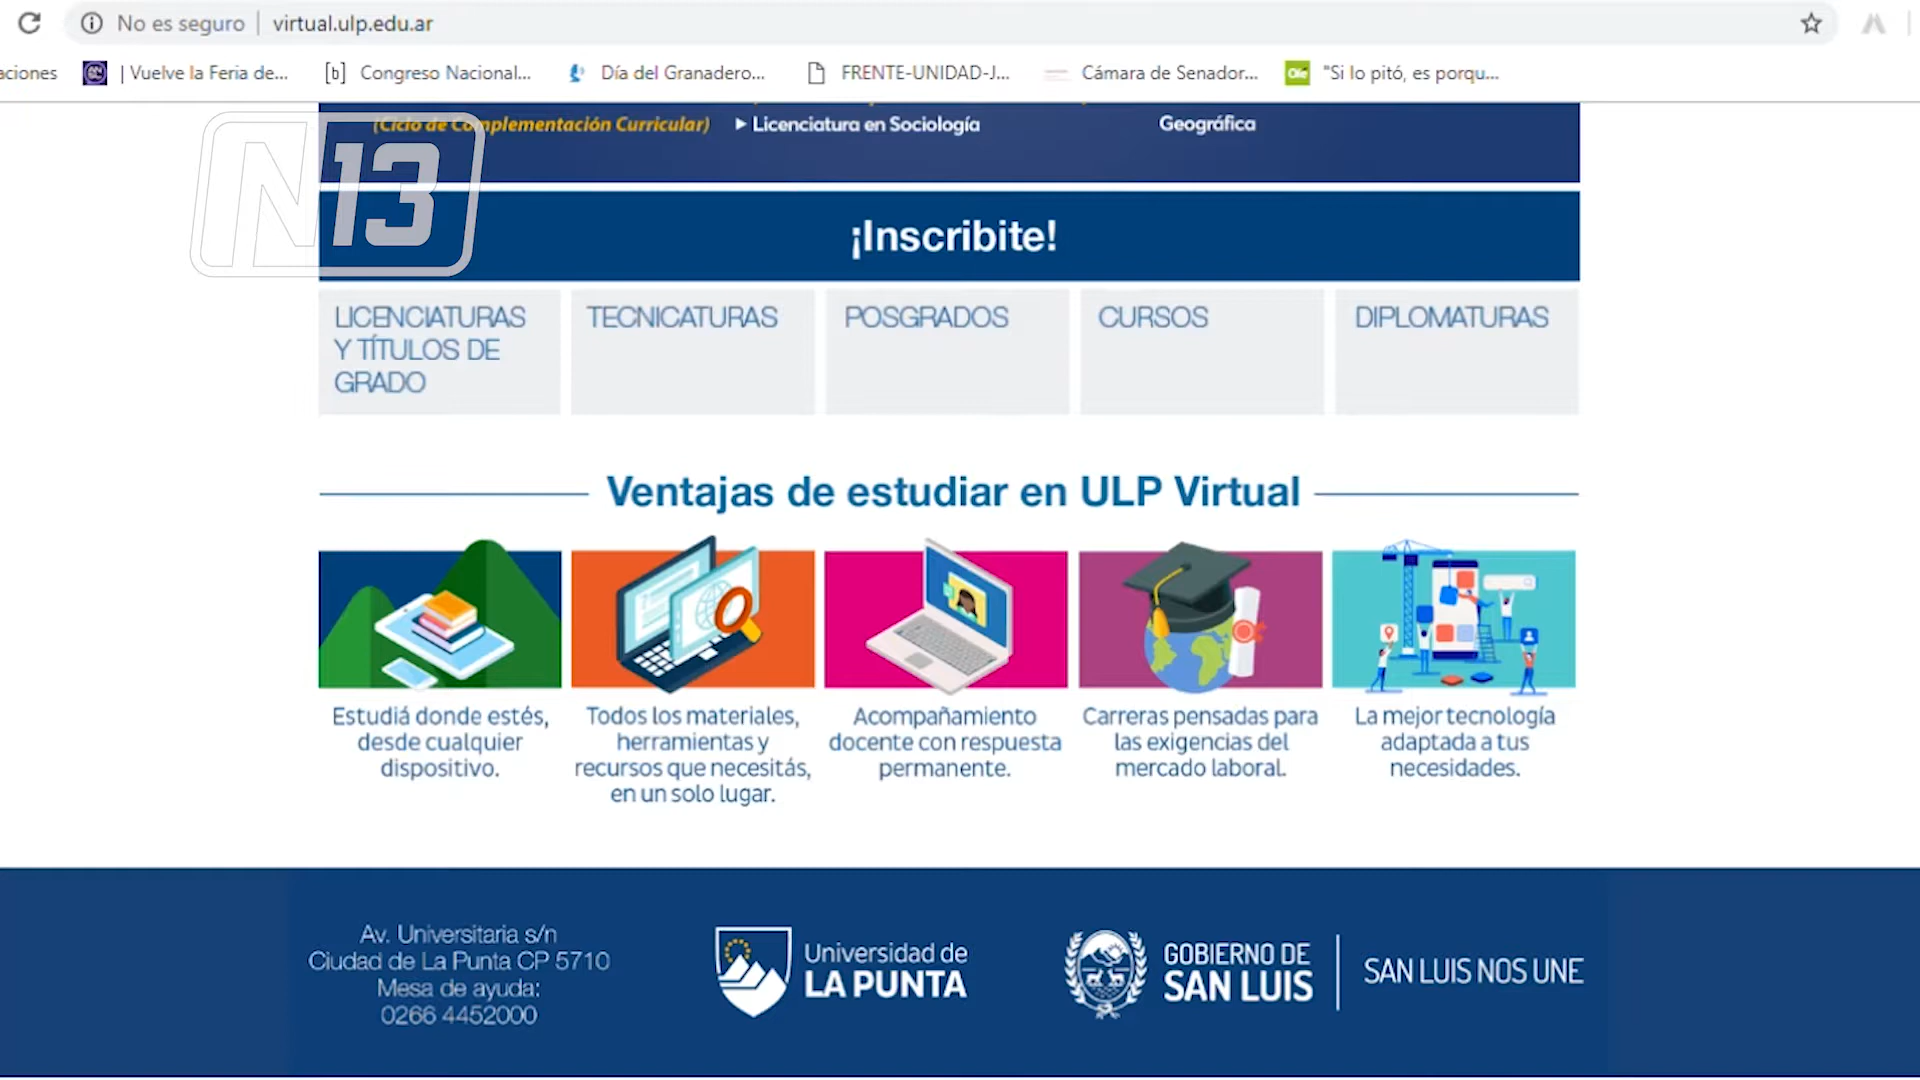 No es seguro | virtual.ulp.edu.ar
aciones | Vuelve la Feria de... [b] Congreso Nacional... Día del Granadero... FRENTE-UNIDAD-J... Cámara de Senador... Olé "Si lo pitó, es porqu...
(Ciclo de Complementación Curricular) ▶ Licenciatura en Sociología Geográfica
N13
¡Inscribite!
LICENCIATURAS
Y TÍTULOS DE
GRADO
TECNICATURAS
POSGRADOS
CURSOS
DIPLOMATURAS
Ventajas de estudiar en ULP Virtual
Estudiá donde estés,
desde cualquier
dispositivo.
Todos los materiales,
herramientas y
recursos que necesitás,
en un solo lugar.
Acompañamiento
docente con respuesta
permanente.
Carreras pensadas para
las exigencias del
mercado laboral.
La mejor tecnología
adaptada a tus
necesidades.
Av. Universitaria s/n
Ciudad de La Punta CP 5710
Mesa de ayuda:
0266 4452000
Universidad de
LA PUNTA
GOBIERNO DE
SAN LUIS
SAN LUIS NOS UNE